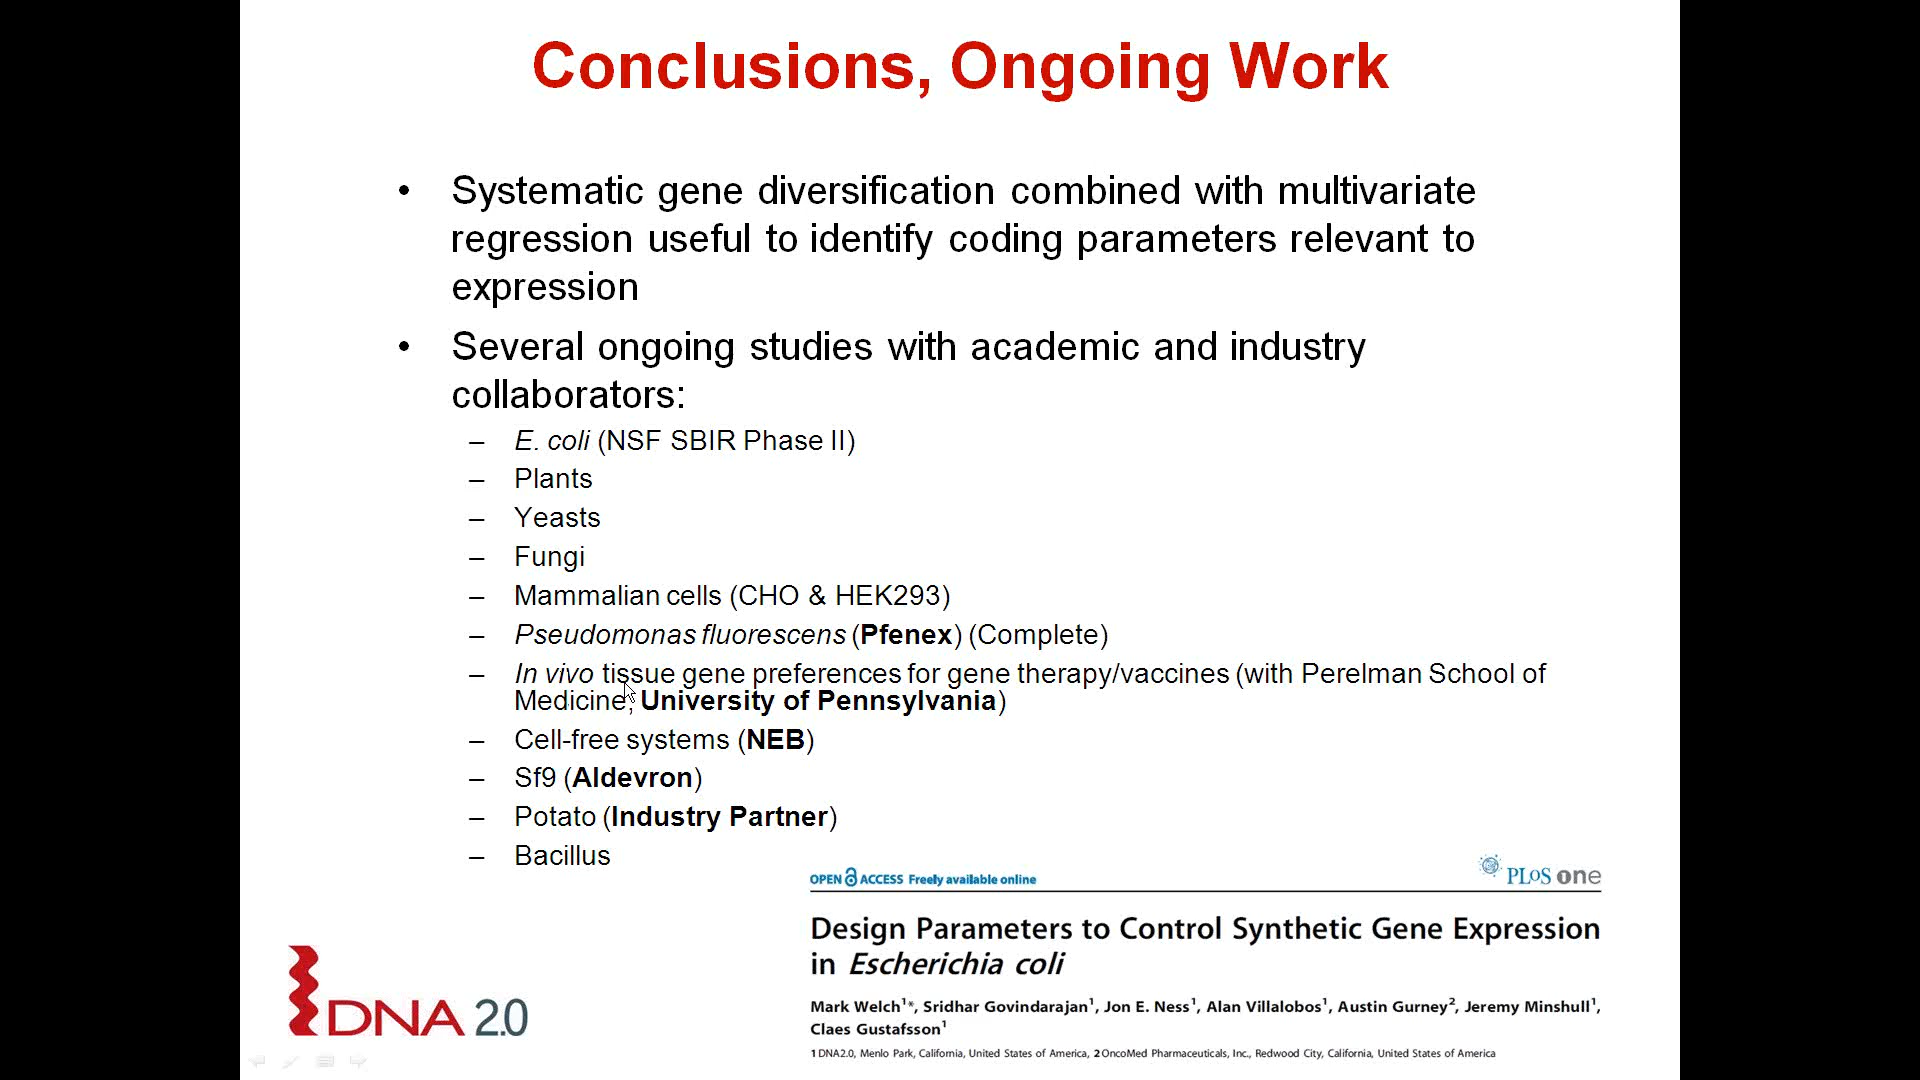 Conclusions, Ongoing Work
• Systematic gene diversification combined with multivariate
regression useful to identify coding parameters relevant to
expression
• Several ongoing studies with academic and industry
collaborators:
– E. coli (NSF SBIR Phase II)
– Plants
– Yeasts
– Fungi
– Mammalian cells (CHO & HEK293)
– Pseudomonas fluorescens (Pfenex) (Complete)
– In vivo tissue gene preferences for gene therapy/vaccines (with Perelman School of
Medicine, University of Pennsylvania)
– Cell-free systems (NEB)
– Sf9 (Aldevron)
– Potato (Industry Partner)
– Bacillus
OPEN ACCESS Freely available online
PLoS one
Design Parameters to Control Synthetic Gene Expression
in Escherichia coli
Mark Welch1*, Sridhar Govindarajan1, Jon E. Ness1, Alan Villalobos1, Austin Gurney2, Jeremy Minshull1,
Claes Gustafsson1
1 DNA2.0, Menlo Park, California, United States of America, 2 OncoMed Pharmaceuticals, Inc., Redwood City, California, United States of America
DNA 2.0